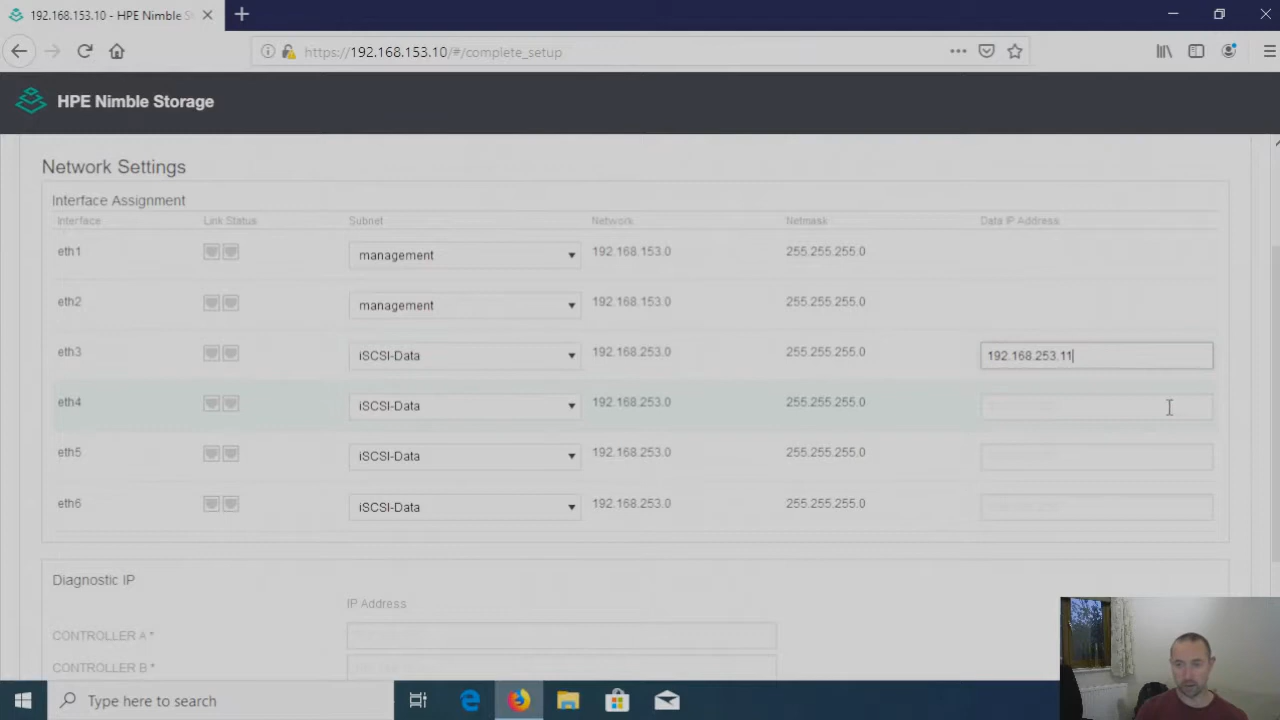 192.168.153.10 - HPE Nimble S
https://192.168.153.10/#/complete_setup
HPE Nimble Storage
Network Settings
Interface Assignment
Interface Link Status Subnet Network Netmask Data IP Address
eth1 management 192.168.153.0 255.255.255.0
eth2 management 192.168.153.0 255.255.255.0
eth3 iSCSI-Data 192.168.253.0 255.255.255.0 192.168.253.11
eth4 iSCSI-Data 192.168.253.0 255.255.255.0
eth5 iSCSI-Data 192.168.253.0 255.255.255.0
eth6 iSCSI-Data 192.168.253.0 255.255.255.0
Diagnostic IP
IP Address
CONTROLLER A *
CONTROLLER B *
Type here to search